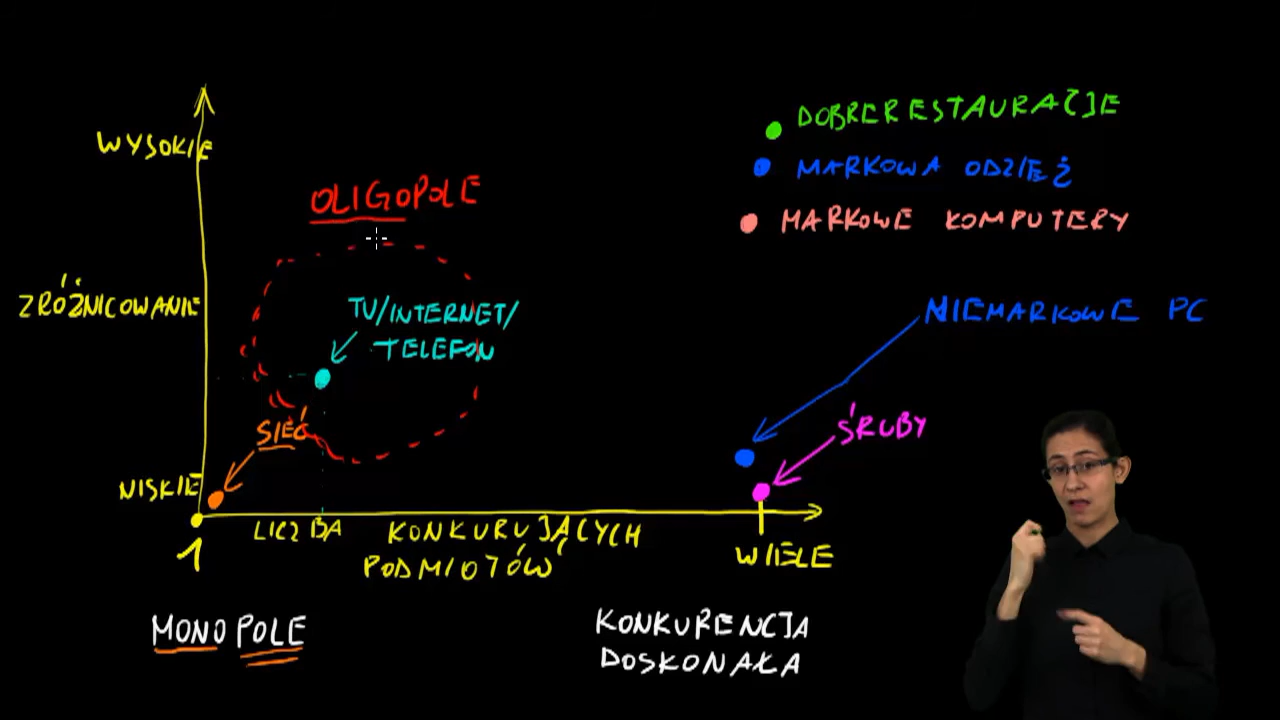 DOBRE RESTAURACJE
WYSOKIE
MARKOWA ODZIEŻ
OLIGOPOLE
MARKOWE KOMPUTERY
ZRÓŻNICOWANIE
TV/INTERNET/
TELEFON
NIEMARKOWE PC
SIEĆ
ŚRUBY
NISKIE
1
LICZBA KONKURUJĄCYCH
PODMIOTÓW
WIELE
MONOPOLE
KONKURENCJA
DOSKONAŁA